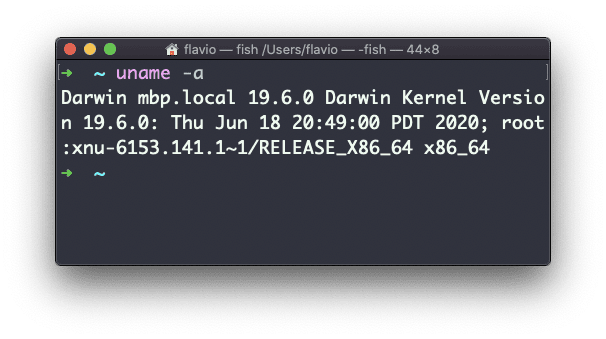 flavio — fish /Users/flavio — -fish — 44×8
➜  ~ uname -a
Darwin mbp.local 19.6.0 Darwin Kernel Versio
n 19.6.0: Thu Jun 18 20:49:00 PDT 2020; root
:xnu-6153.141.1~1/RELEASE_X86_64 x86_64
➜  ~